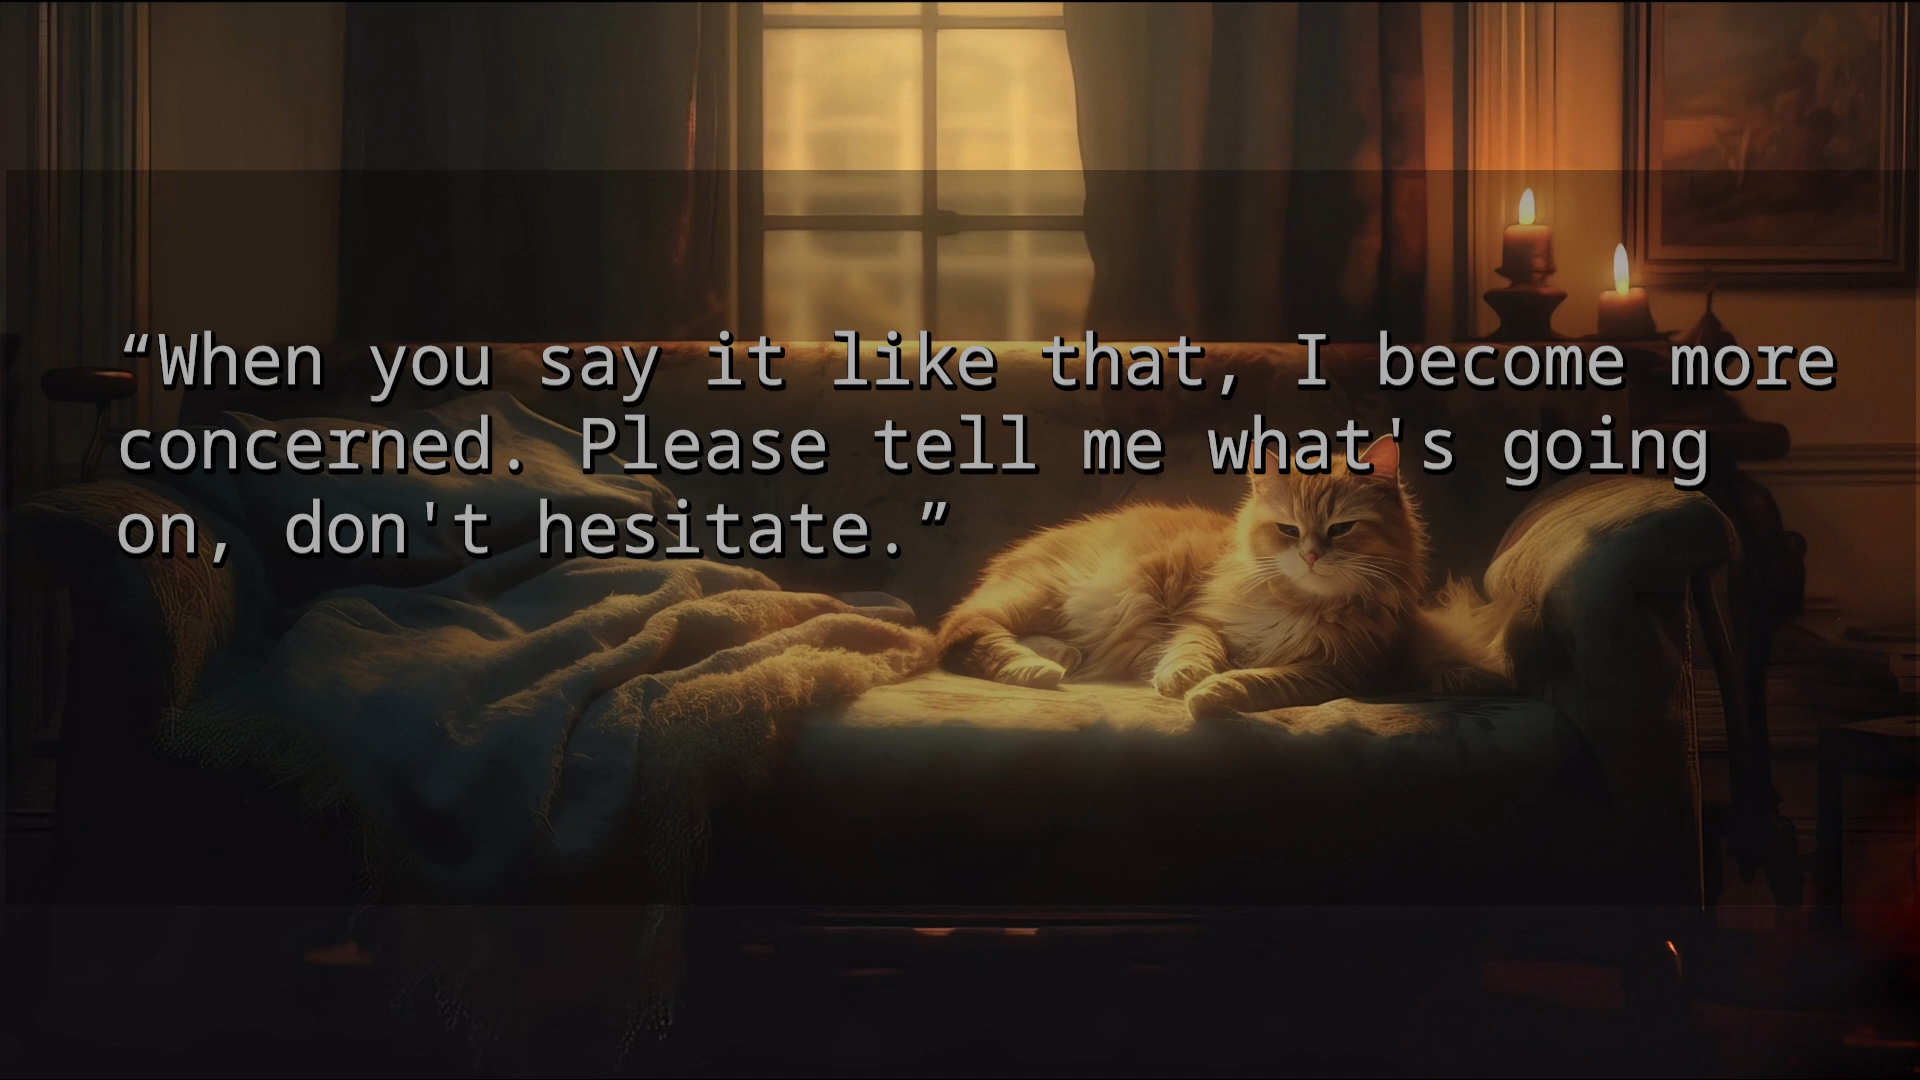 “When you say it like that, I become more
concerned. Please tell me what's going
on, don't hesitate.”